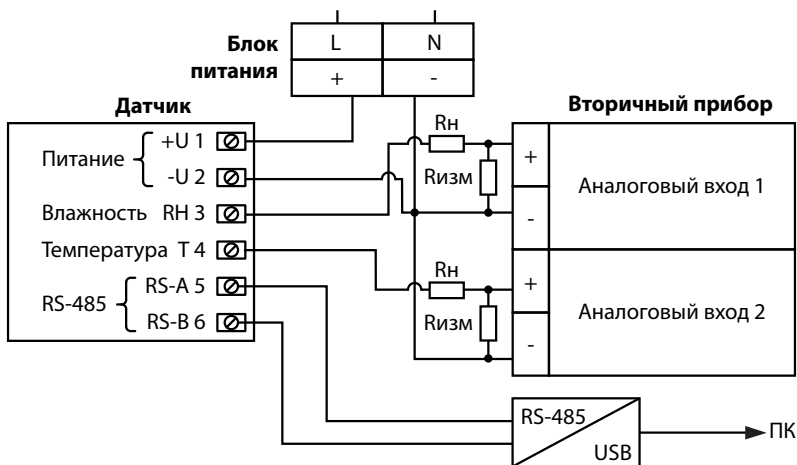 Блок питания
L
N
+
-
Датчик
Вторичный прибор
Питание
+U 1
-U 2
Влажность RH 3
Температура T 4
RS-485
RS-A 5
RS-B 6
Rн
Rизм
+
-
Аналоговый вход 1
Rн
Rизм
+
-
Аналоговый вход 2
RS-485
USB
ПК